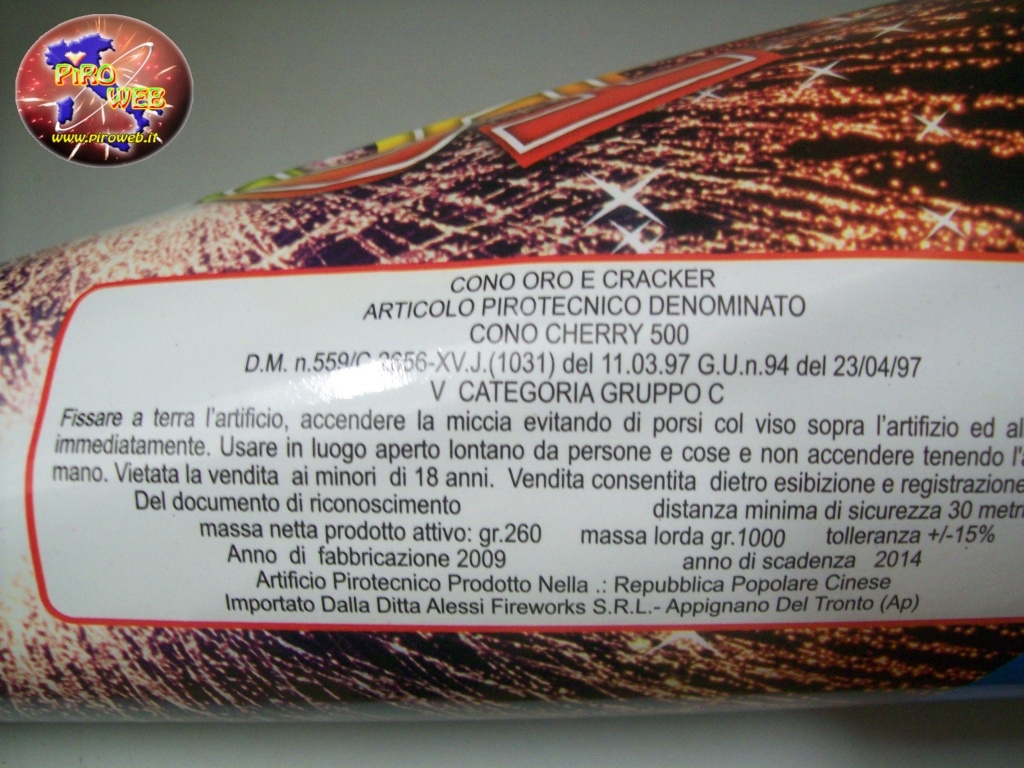 PIRO
WEB
www.piroweb.it
CONO ORO E CRACKER
ARTICOLO PIROTECNICO DENOMINATO
CONO CHERRY 500
D.M. n.559/C.2656-XV.J.(1031) del 11.03.97 G.U.n.94 del 23/04/97
V CATEGORIA GRUPPO C
Fissare a terra l'artificio, accendere la miccia evitando di porsi col viso sopra l'artifizio ed
immediatamente. Usare in luogo aperto lontano da persone e cose e non accendere tenendo
mano. Vietata la vendita ai minori di 18 anni. Vendita consentita dietro esibizione e registrazione
Del documento di riconoscimento distanza minima di sicurezza 30 metri
massa netta prodotto attivo: gr.260 massa lorda gr.1000 tolleranza +/-15%
Anno di fabbricazione 2009 anno di scadenza 2014
Artificio Pirotecnico Prodotto Nella .: Repubblica Popolare Cinese
Importato Dalla Ditta Alessi Fireworks S.R.L.- Appignano Del Tronto (Ap)